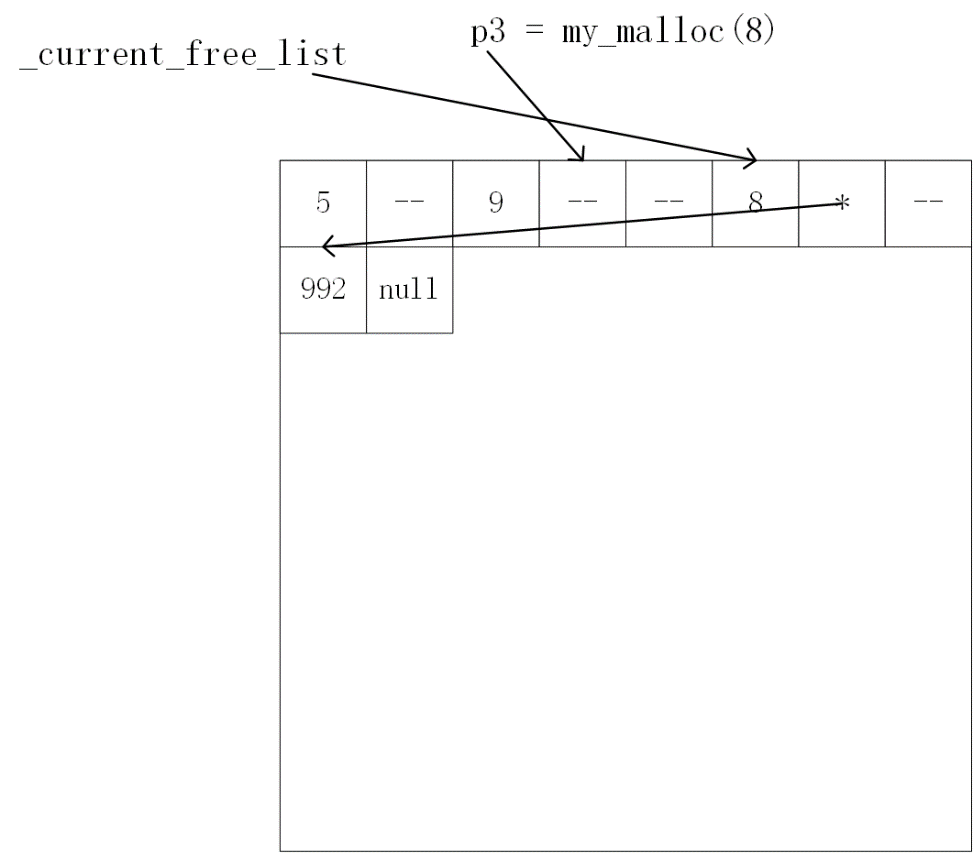 p3 = my_malloc(8)
_current_free_list
5 -- 9 -- -- 8 * --
992 null